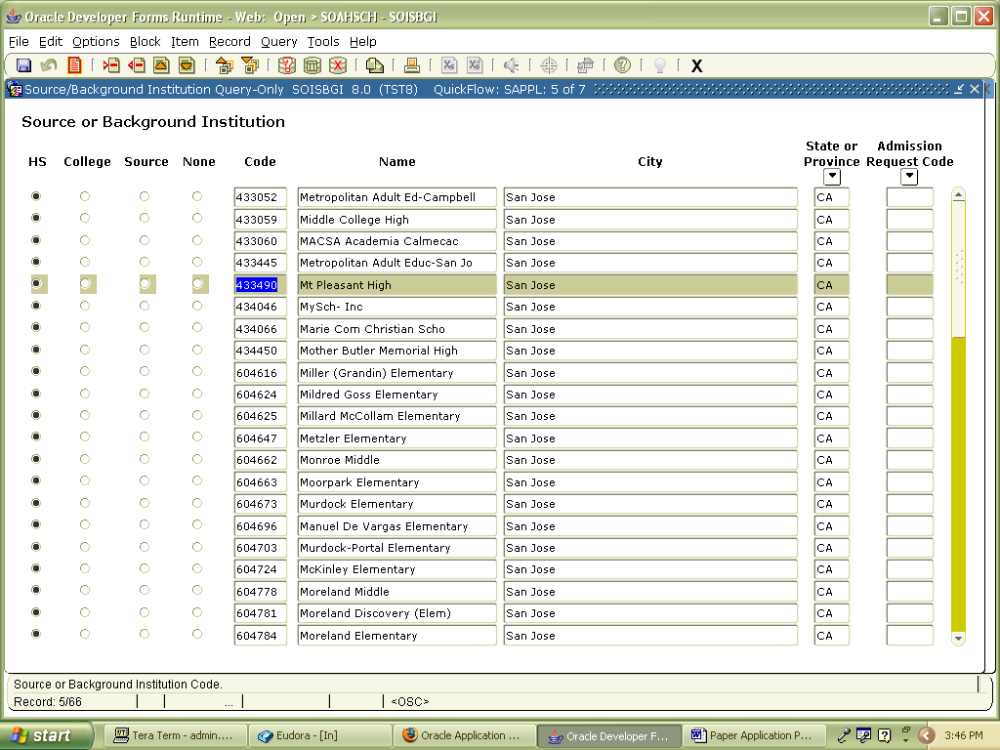 Oracle Developer Forms Runtime - Web: Open > SOAHSCH - SOISBGI
File Edit Options Block Item Record Query Tools Help
Source/Background Institution Query-Only SOISBGI 8.0 (TST8) QuickFlow: SAPPL: 5 of 7
Source or Background Institution
HS College Source None Code Name City State or Province Admission Request Code
433052 Metropolitan Adult Ed-Campbell San Jose CA
433059 Middle College High San Jose CA
433060 MACSA Academia Calmecac San Jose CA
433445 Metropolitan Adult Educ-San Jo San Jose CA
433490 Mt Pleasant High San Jose CA
434046 MySch- Inc San Jose CA
434066 Marie Com Christian Scho San Jose CA
434450 Mother Butler Memorial High San Jose CA
604616 Miller (Grandin) Elementary San Jose CA
604624 Mildred Goss Elementary San Jose CA
604625 Millard McCollam Elementary San Jose CA
604647 Metzler Elementary San Jose CA
604662 Monroe Middle San Jose CA
604663 Moorpark Elementary San Jose CA
604673 Murdock Elementary San Jose CA
604696 Manuel De Vargas Elementary San Jose CA
604703 Murdock-Portal Elementary San Jose CA
604724 McKinley Elementary San Jose CA
604778 Moreland Middle San Jose CA
604781 Moreland Discovery (Elem) San Jose CA
604784 Moreland Elementary San Jose CA
Source or Background Institution Code.
Record: 5/66 ... <OSC>
start Tera Term - admin.... Eudora - [In] Oracle Application ... Oracle Developer F... Paper Application P... 3:46 PM